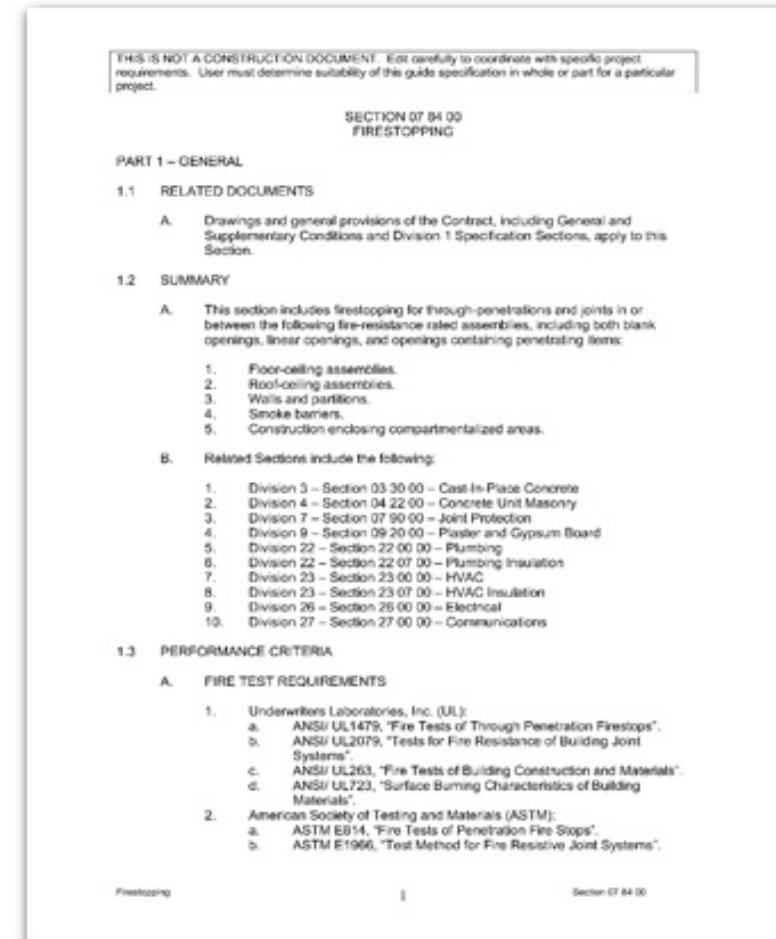 THIS IS NOT A CONSTRUCTION DOCUMENT. Edit carefully to coordinate with specific project
requirements. User must determine suitability of this guide specification in whole or part for a particular
project.
SECTION 07 84 00
FIRESTOPPING
PART 1 – GENERAL
1.1 RELATED DOCUMENTS
A. Drawings and general provisions of the Contract, including General and
Supplementary Conditions and Division 1 Specification Sections, apply to this
Section.
1.2 SUMMARY
A. This section includes firestopping for through-penetrations and joints in or
between the following fire-resistance rated assemblies, including both blank
openings, linear openings, and openings containing penetrating items:
1. Floor-ceiling assemblies.
2. Roof-ceiling assemblies.
3. Walls and partitions.
4. Smoke barriers.
5. Construction enclosing compartmentalized areas.
B. Related Sections include the following:
1. Division 3 – Section 03 30 00 – Cast-In-Place Concrete
2. Division 4 – Section 04 22 00 – Concrete Unit Masonry
3. Division 7 – Section 07 90 00 – Joint Protection
4. Division 9 – Section 09 20 00 – Plaster and Gypsum Board
5. Division 22 – Section 22 00 00 – Plumbing
6. Division 22 – Section 22 07 00 – Plumbing Insulation
7. Division 23 – Section 23 00 00 – HVAC
8. Division 23 – Section 23 07 00 – HVAC Insulation
9. Division 26 – Section 26 00 00 – Electrical
10. Division 27 – Section 27 00 00 – Communications
1.3 PERFORMANCE CRITERIA
A. FIRE TEST REQUIREMENTS
1. Underwriters Laboratories, Inc. (UL):
a. ANSI/ UL1479, "Fire Tests of Through Penetration Firestops".
b. ANSI/ UL2079, "Tests for Fire Resistance of Building Joint
Systems".
c. ANSI/ UL263, "Fire Tests of Building Construction and Materials".
d. ANSI/ UL723, "Surface Burning Characteristics of Building
Materials".
2. American Society of Testing and Materials (ASTM):
a. ASTM E814, "Fire Tests of Penetration Fire Stops".
b. ASTM E1966, "Test Method for Fire Resistive Joint Systems".
Firestopping 1 Section 07 84 00